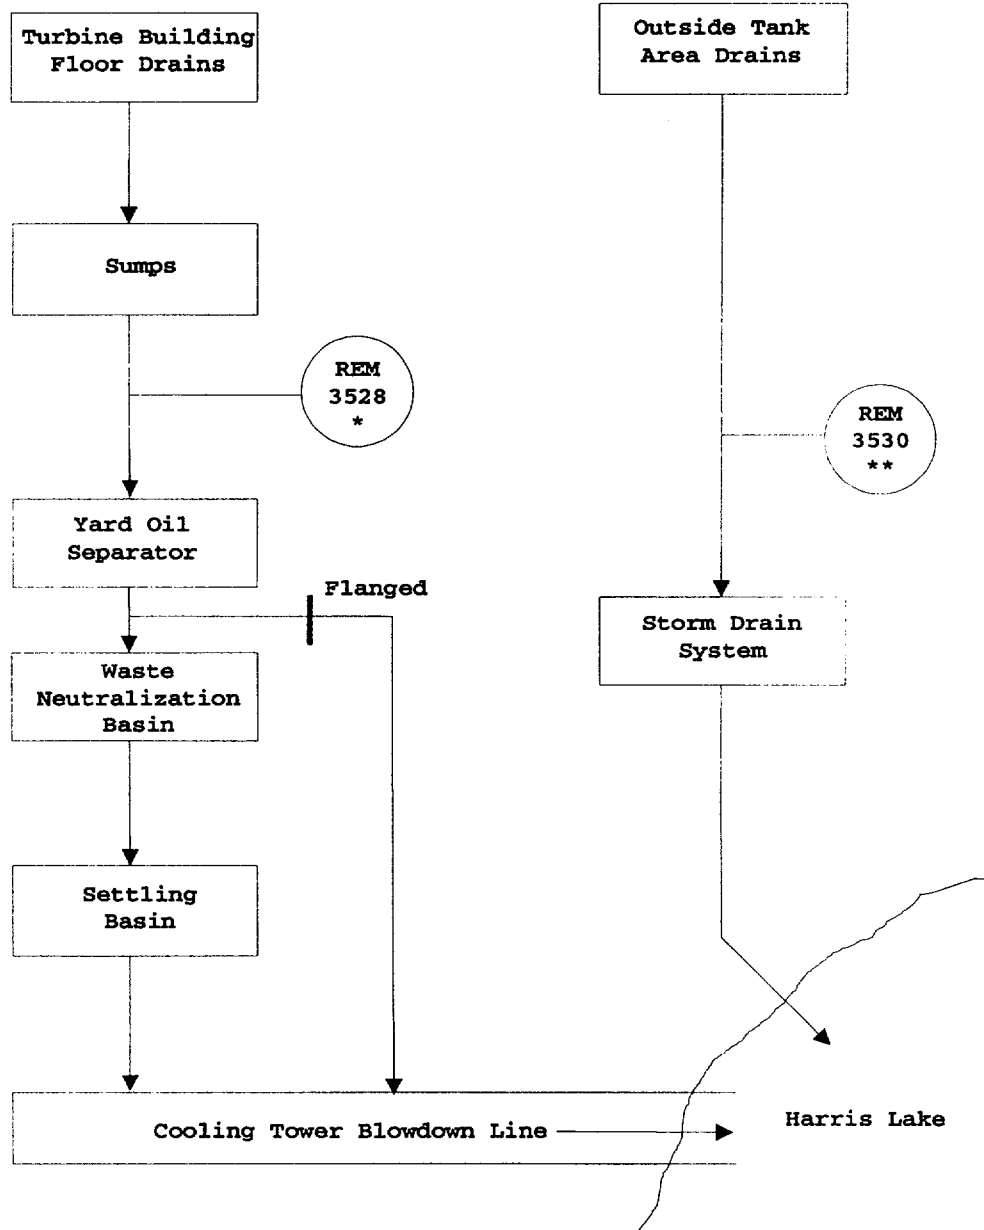 Turbine Building
Floor Drains
Outside Tank
Area Drains
Sumps
REM
3528
*
REM
3530
**
Yard Oil
Separator
Flanged
Storm Drain
System
Waste
Neutralization
Basin
Settling
Basin
Cooling Tower Blowdown Line
Harris Lake